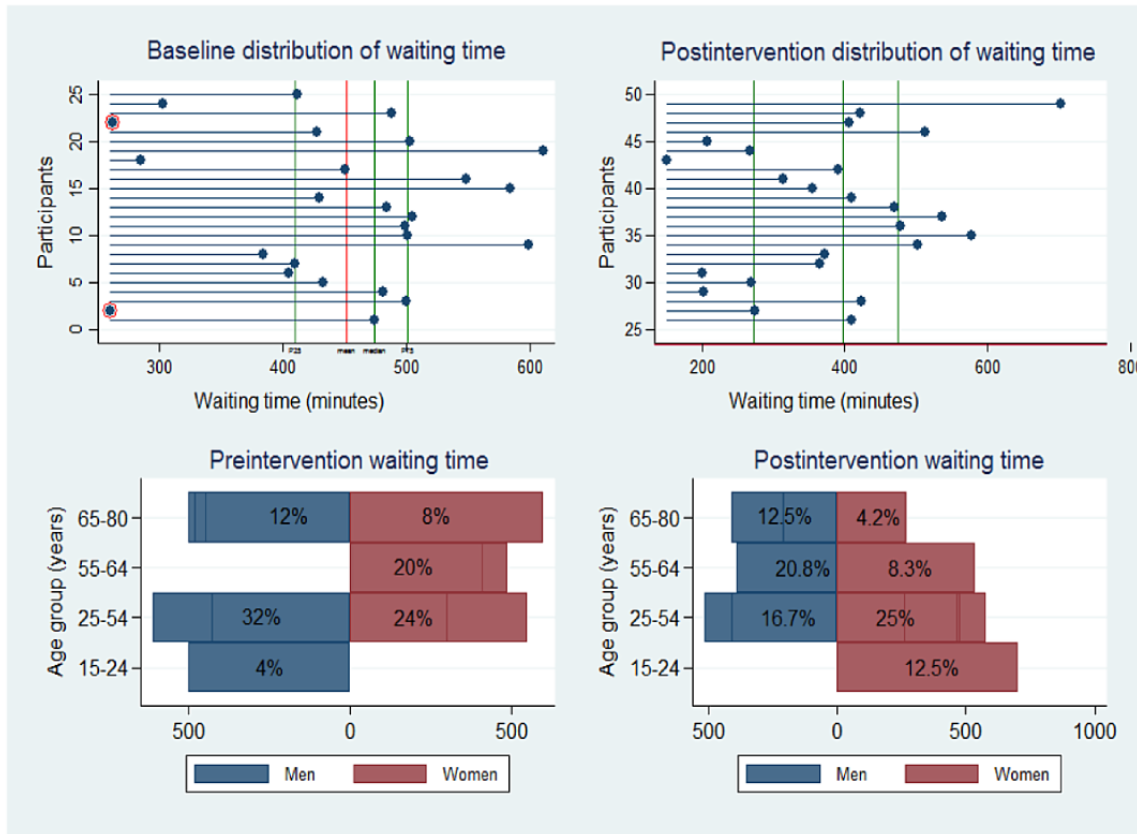 Baseline distribution of waiting time
Participants
25
20
15
10
5
0
P25 mean median P75
300 400 500 600
Waiting time (minutes)
Postintervention distribution of waiting time
Participants
50
45
40
35
30
25
200 400 600 800
Waiting time (minutes)
Preintervention waiting time
Age group (years)
65-80 12% 8%
55-64 20%
25-54 32% 24%
15-24 4%
500 0 500
Men Women
Postintervention waiting time
Age group (years)
65-80 12.5% 4.2%
55-64 20.8% 8.3%
25-54 16.7% 25%
15-24 12.5%
500 0 500 1000
Men Women